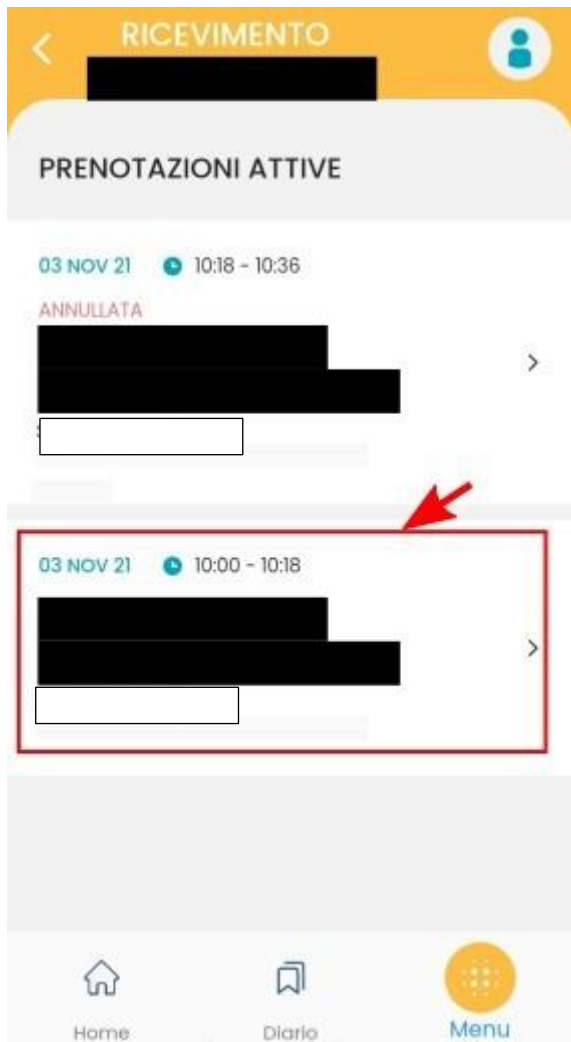 RICEVIMENTO
PRENOTAZIONI ATTIVE
03 NOV 21 10:18 - 10:36
ANNULLATA
03 NOV 21 10:00 - 10:18
Home Diario Menu